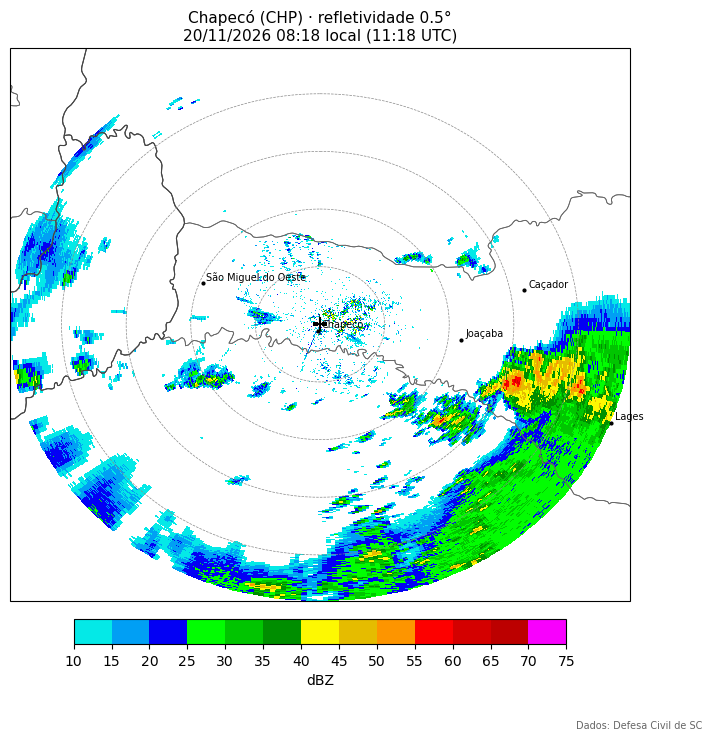 Chapecó (CHP) · refletividade 0.5°
20/11/2026 08:18 local (11:18 UTC)
São Miguel do Oeste
Caçador
Chapecó
Joaçaba
Lages
10 15 20 25 30 35 40 45 50 55 60 65 70 75
dBZ
Dados: Defesa Civil de SC